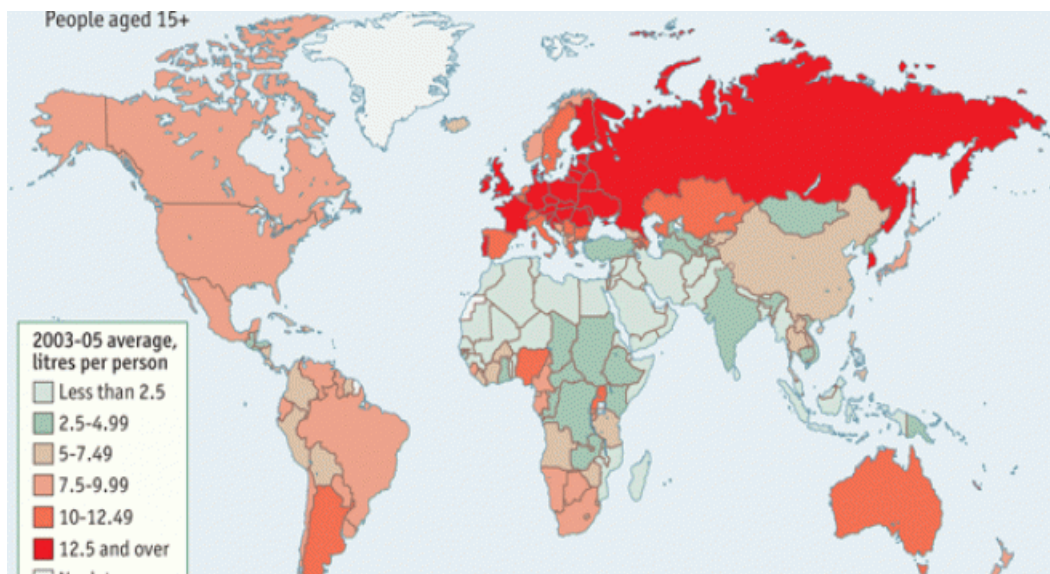 People aged 15+
2003-05 average,
litres per person
Less than 2.5
2.5-4.99
5-7.49
7.5-9.99
10-12.49
12.5 and over